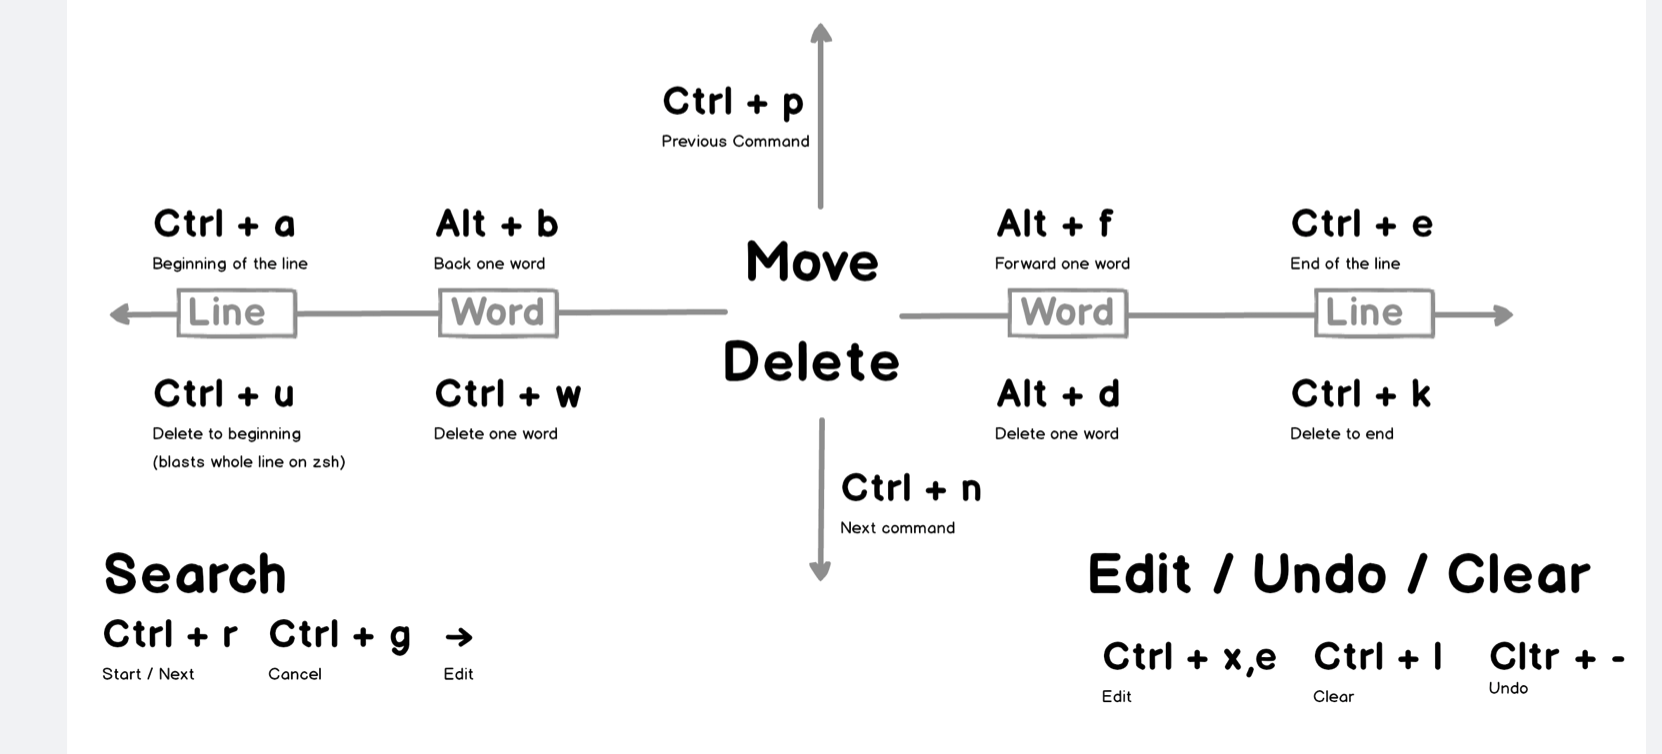 Ctrl + p
Previous Command
Ctrl + a
Beginning of the line
Alt + b
Back one word
Move
Alt + f
Forward one word
Ctrl + e
End of the line
Line
Word
Word
Line
Delete
Ctrl + u
Delete to beginning
(blasts whole line on zsh)
Ctrl + w
Delete one word
Alt + d
Delete one word
Ctrl + k
Delete to end
Ctrl + n
Next command
Search
Ctrl + r
Start / Next
Ctrl + g
Cancel
→
Edit
Edit / Undo / Clear
Ctrl + x,e
Edit
Ctrl + l
Clear
Cltr + -
Undo